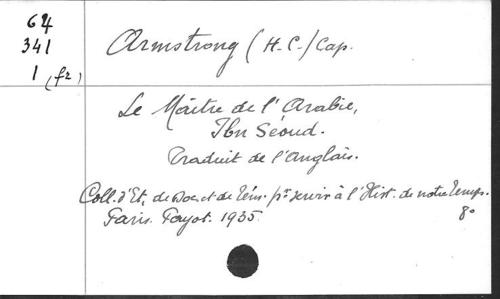 64
341
1 (fr)
Armstrong (H-C-) Cap.
Le Maître de l'Arabie,
Ibn Séoud.
Traduit de l'Anglais.
Coll. d'Et, de Doc. et de Tém. pr servir à l'Hist. de notre temps.
Paris. Payot. 1935. 8°